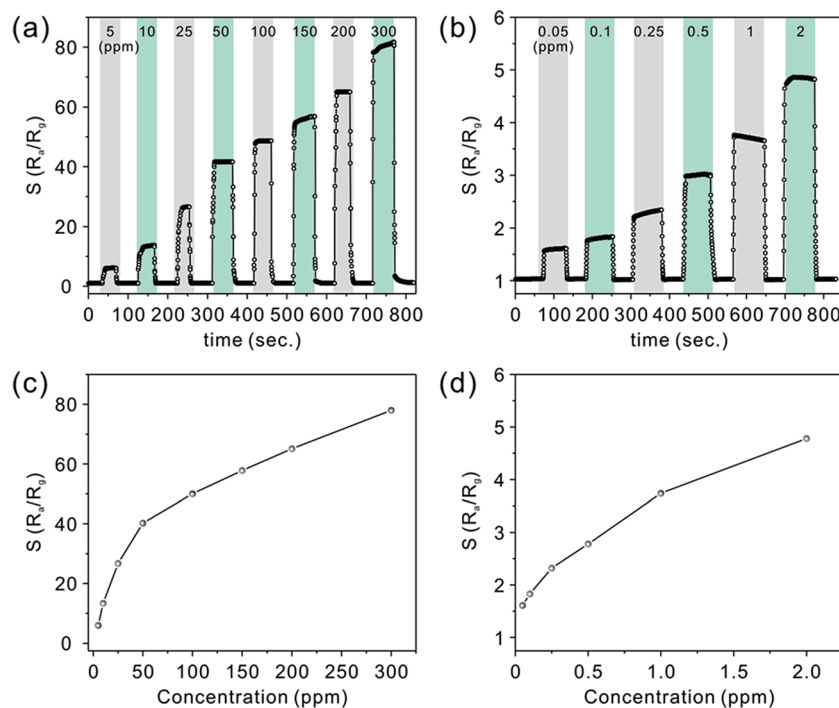 (a)
5 10 25 50 100 150 200 300
(ppm)
80
60
40
20
0
S (Ra/Rg)
0 100 200 300 400 500 600 700 800
time (sec.)
(b)
0.05 0.1 0.25 0.5 1 2
(ppm)
6
5
4
3
2
1
S (Ra/Rg)
0 100 200 300 400 500 600 700 800
time (sec.)
(c)
80
60
40
20
0
S (Ra/Rg)
0 50 100 150 200 250 300
Concentration (ppm)
(d)
6
5
4
3
2
1
S (Ra/Rg)
0 0.5 1.0 1.5 2.0
Concentration (ppm)